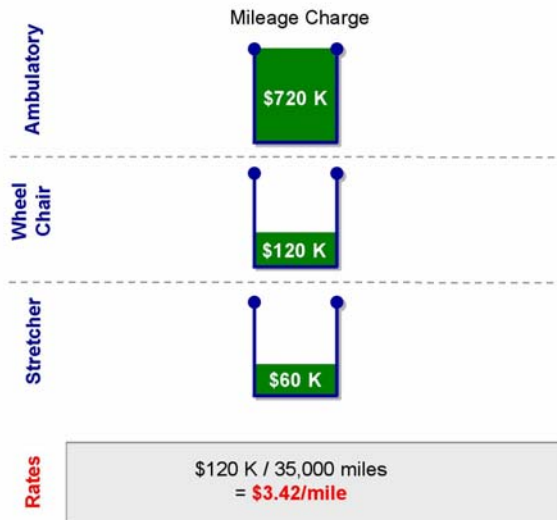 Mileage Charge
Ambulatory
$720 K
Wheel
Chair
$120 K
Stretcher
$60 K
Rates
$120 K / 35,000 miles
= $3.42/mile